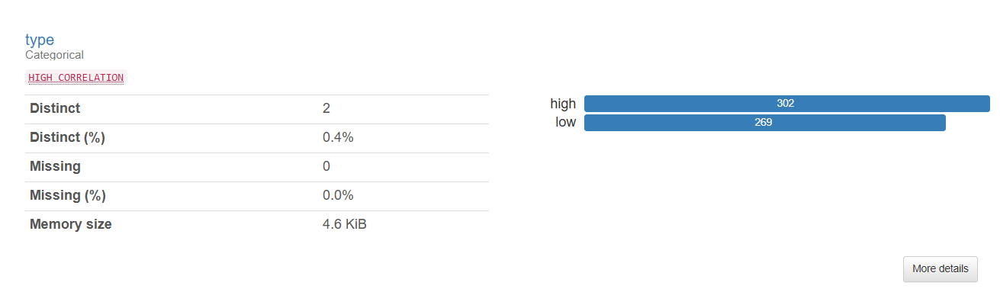 type
Categorical
HIGH CORRELATION
Distinct 2
Distinct (%) 0.4%
Missing 0
Missing (%) 0.0%
Memory size 4.6 KiB
high 302
low 269
More details